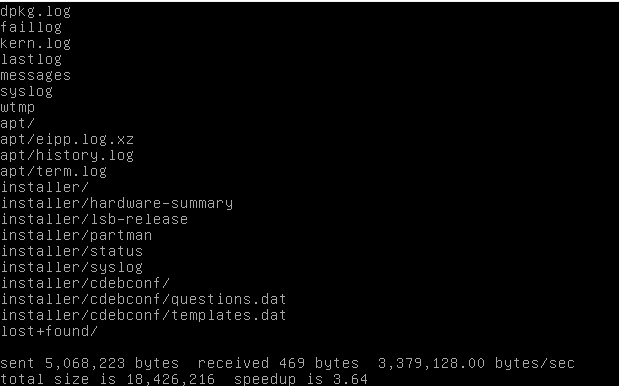 dpkg.log
faillog
kern.log
lastlog
messages
syslog
wtmp
apt/
apt/eipp.log.xz
apt/history.log
apt/term.log
installer/
installer/hardware-summary
installer/lsb-release
installer/partman
installer/status
installer/syslog
installer/cdebconf/
installer/cdebconf/questions.dat
installer/cdebconf/templates.dat
lost+found/
sent 5,068,223 bytes  received 469 bytes  3,379,128.00 bytes/sec
total size is 18,426,216  speedup is 3.64